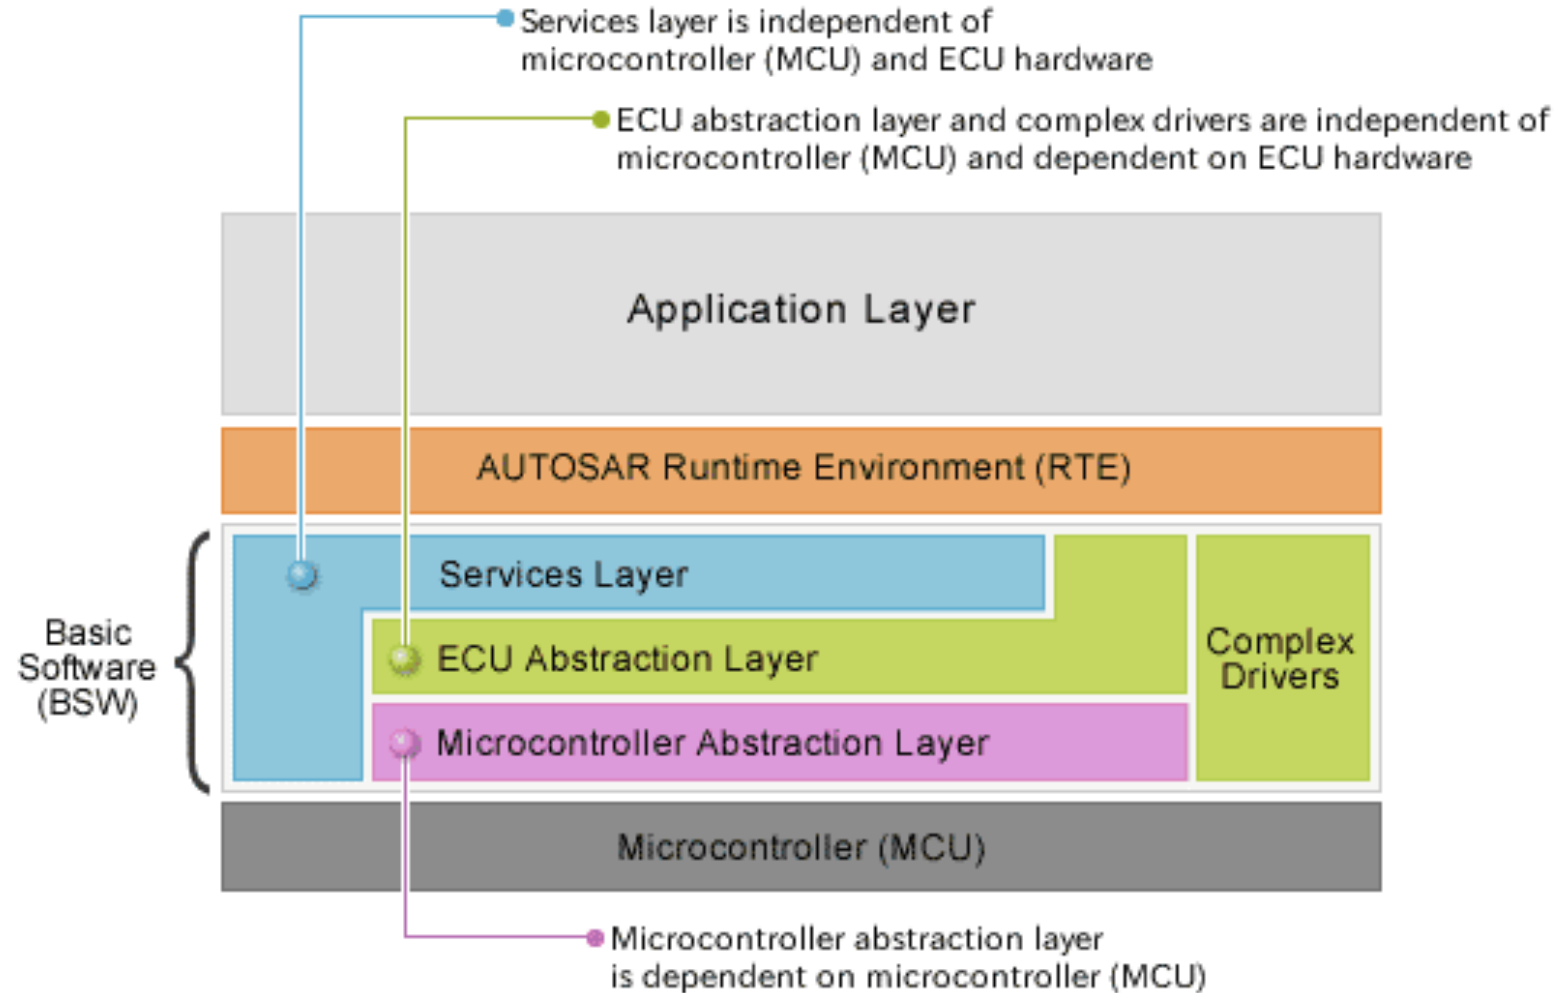 Services layer is independent of
microcontroller (MCU) and ECU hardware
ECU abstraction layer and complex drivers are independent of
microcontroller (MCU) and dependent on ECU hardware
Application Layer
AUTOSAR Runtime Environment (RTE)
Basic
Software
(BSW)
Services Layer
ECU Abstraction Layer
Microcontroller Abstraction Layer
Complex
Drivers
Microcontroller (MCU)
Microcontroller abstraction layer
is dependent on microcontroller (MCU)